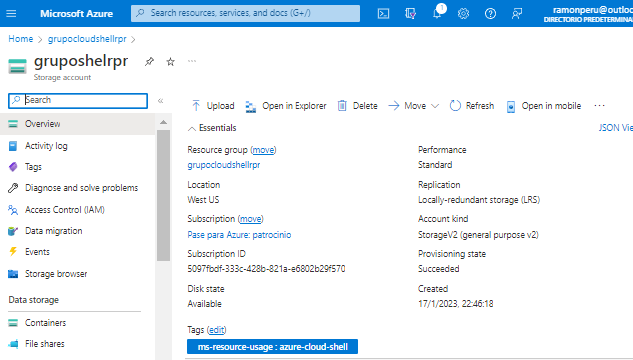 Microsoft Azure
Search resources, services, and docs (G+/)
1
ramonperu@outloo
DIRECTORIO PREDETERMINA
Home > grupocloudshellrpr >
gruposhelrpr
Storage account
Search
Overview
Activity log
Tags
Diagnose and solve problems
Access Control (IAM)
Data migration
Events
Storage browser
Data storage
Containers
File shares
Upload Open in Explorer Delete Move Refresh Open in mobile
Essentials
JSON Vie
Resource group (move)
grupocloudshellrpr
Location
West US
Subscription (move)
Pase para Azure: patrocinio
Subscription ID
5097fbdf-333c-428b-821a-e6802b29f570
Disk state
Available
Performance
Standard
Replication
Locally-redundant storage (LRS)
Account kind
StorageV2 (general purpose v2)
Provisioning state
Succeeded
Created
17/1/2023, 22:46:18
Tags (edit)
ms-resource-usage : azure-cloud-shell